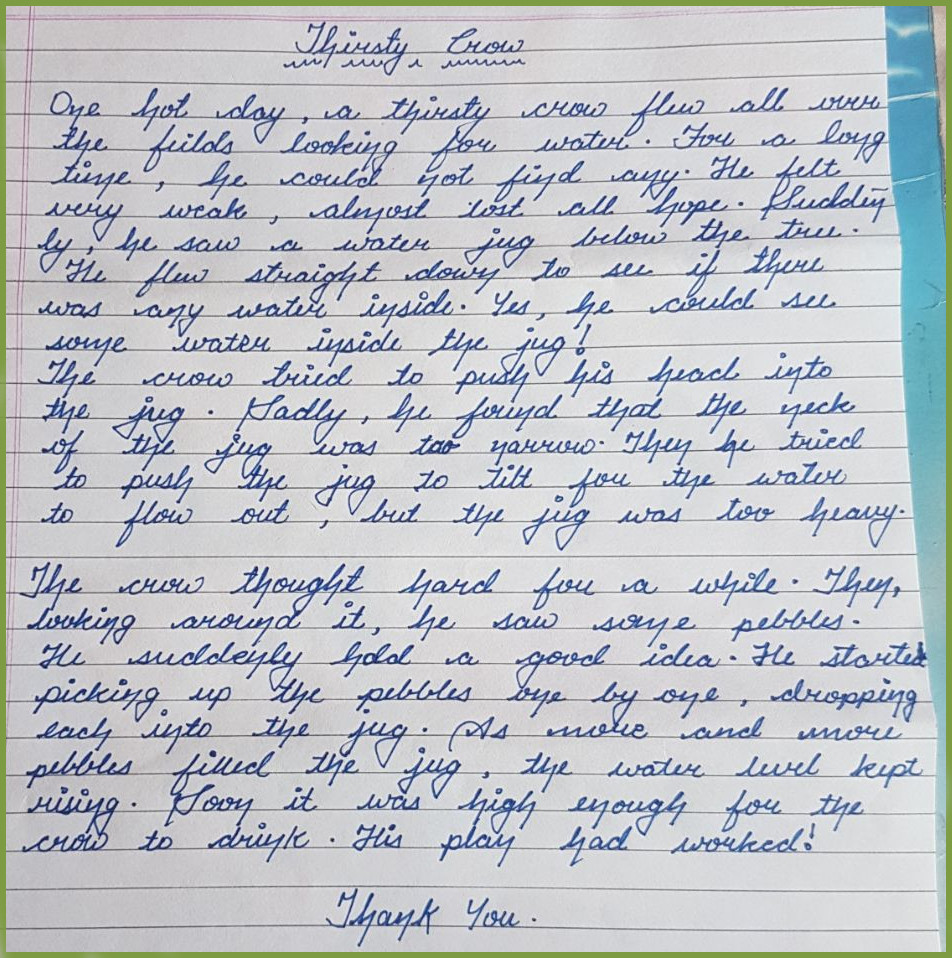 Thirsty Crow
One hot day, a thirsty crow flew all over
the fields looking for water. For a long
time, he could not find any. He felt
very weak, almost lost all hope. Sudden
ly, he saw a water jug below the tree.
He flew straight down to see if there
was any water inside. Yes, he could see
some water inside the jug!
The crow tried to push his head into
the jug. Sadly, he found that the neck
of the jug was too narrow. Then he tried
to push the jug to tilt for the water
to flow out, but the jug was too heavy.
The crow thought hard for a while. Then,
looking around it, he saw some pebbles.
He suddenly hdd a good idea. He started
picking up the pebbles one by one, dropping
each into the jug. As more and more
pebbles filled the jug, the water level kept
rising. Soon it was high enough for the
crow to drink. His plan had worked!
Thank You.